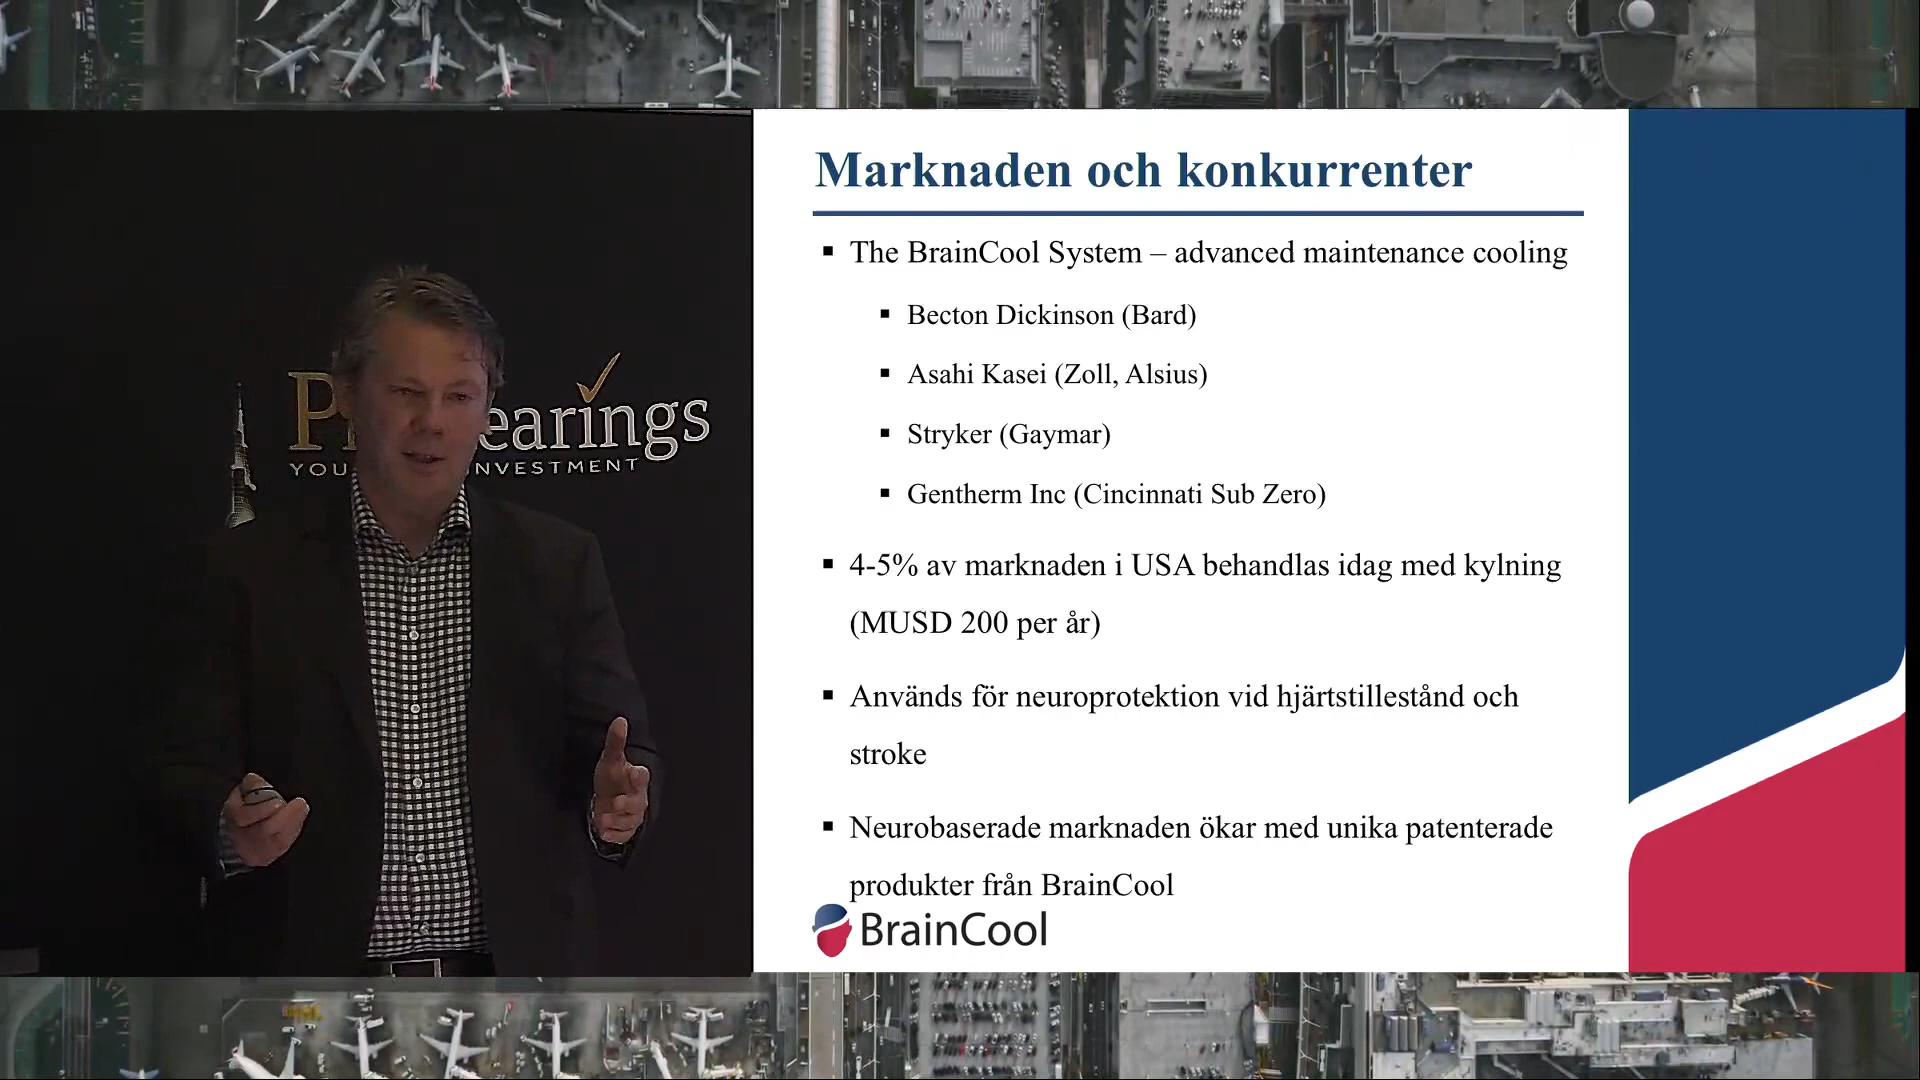 earings
YOU
NVESTMENT
Marknaden och konkurrenter
The BrainCool System – advanced maintenance cooling
Becton Dickinson (Bard)
Asahi Kasei (Zoll, Alsius)
Stryker (Gaymar)
Gentherm Inc (Cincinnati Sub Zero)
4-5% av marknaden i USA behandlas idag med kylning
(MUSD 200 per år)
Används för neuroprotektion vid hjärtstillestånd och
stroke
Neurobaserade marknaden ökar med unika patenterade
produkter från BrainCool
BrainCool